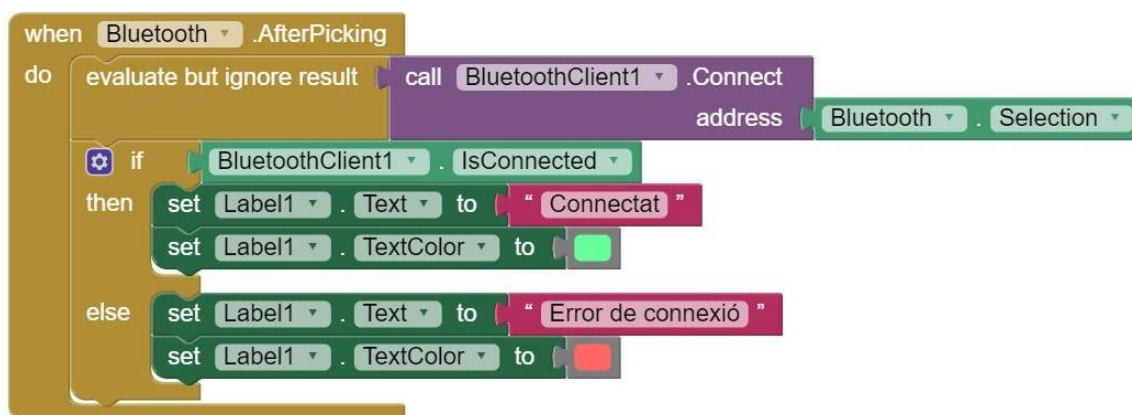 when Bluetooth .AfterPicking
do evaluate but ignore result call BluetoothClient1 .Connect
address Bluetooth . Selection
if BluetoothClient1 . IsConnected
then set Label1 . Text to “ Connectat ”
set Label1 . TextColor to
else set Label1 . Text to “ Error de connexió ”
set Label1 . TextColor to